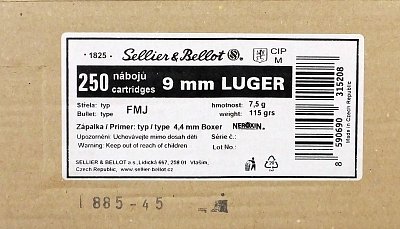 · 1825 · Sellier & Bellot S&B CIP M
250 nábojů cartridges 9 mm LUGER
Střela: typ FMJ hmotnost: 7,5 g
Bullet: type weight: 115 grs
Zápalka / Primer: typ / type 4,4 mm Boxer NEROXIN
Upozornění: Uchovávejte mimo dosah dětí Série č.:
Warning: Keep out of reach of children Lot No.:
SELLIER & BELLOT a.s., Lidická 667, 258 01 Vlašim,
Czech Republic, www.sellier-bellot.cz
Made in Czech Republic
8 590690 315208
885-45